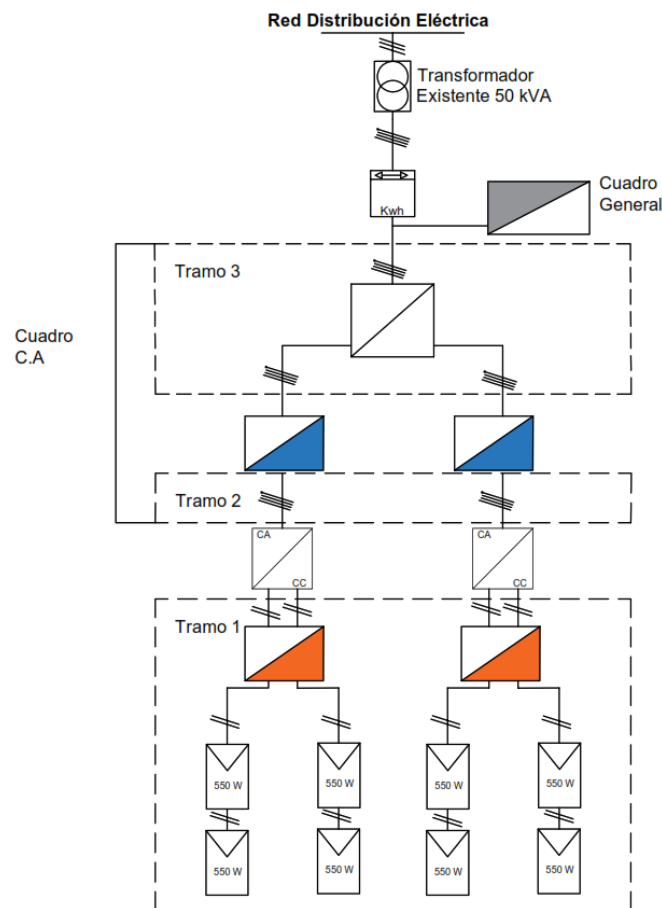 Red Distribución Eléctrica
Transformador
Existente 50 kVA
Kwh
Cuadro
General
Tramo 3
Cuadro
C.A
Tramo 2
CA
CC
CA
CC
Tramo 1
550 W
550 W
550 W
550 W
550 W
550 W
550 W
550 W